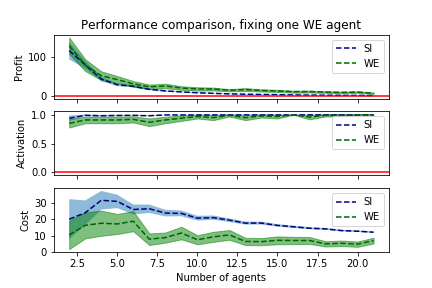 Performance comparison, fixing one WE agent
Profit
100
0
SI
WE
Activation
1.0
0.5
0.0
SI
WE
Cost
30
20
10
0
SI
WE
2.5 5.0 7.5 10.0 12.5 15.0 17.5 20.0
Number of agents